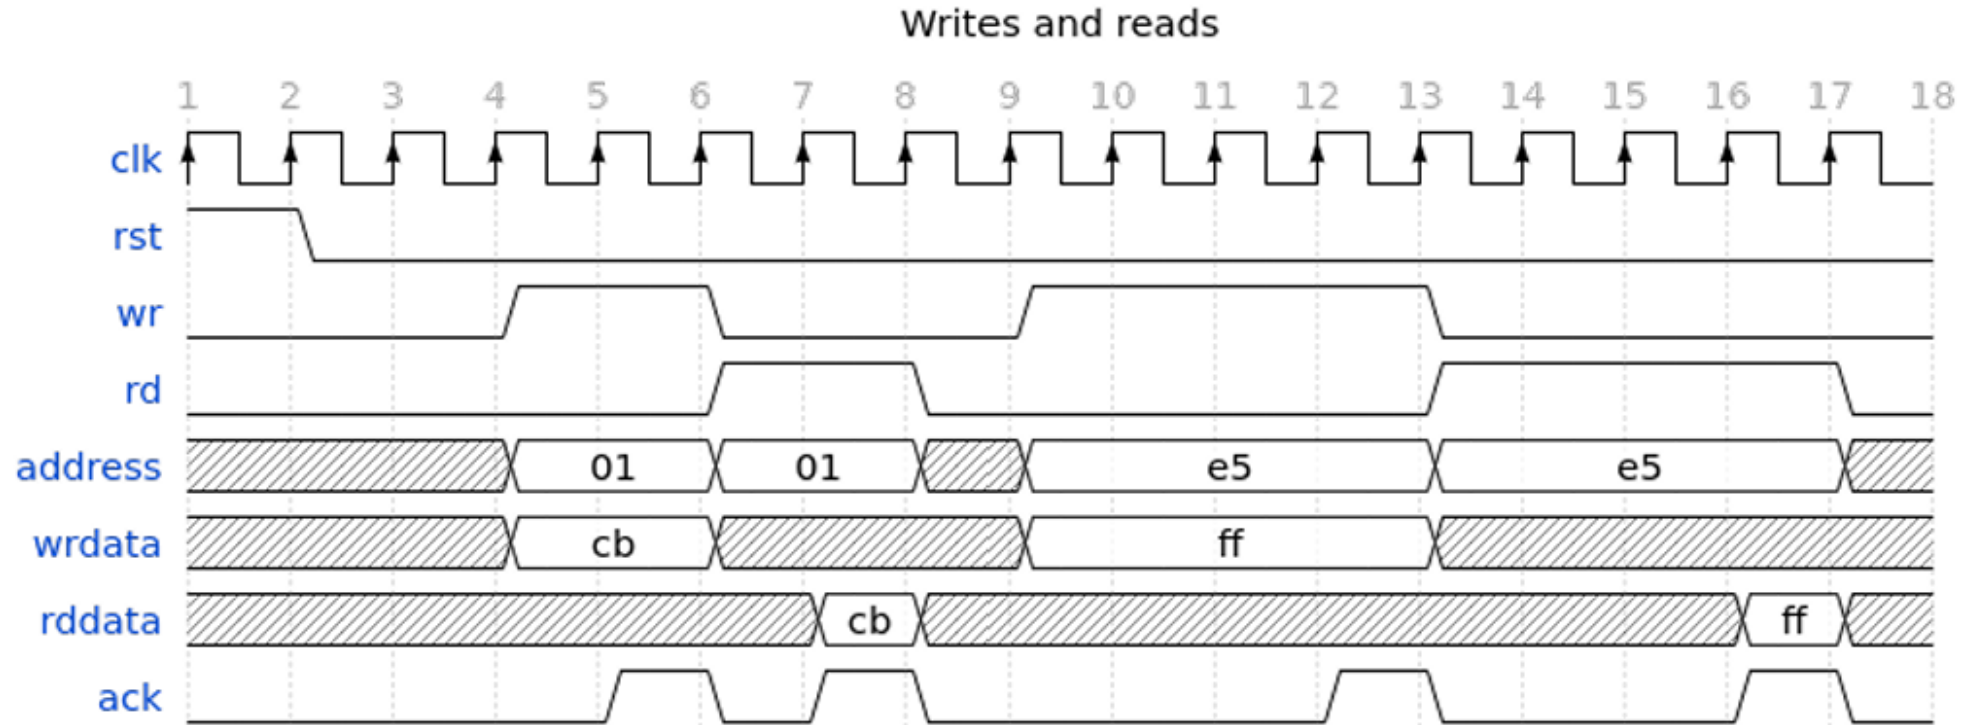 Writes and reads
1 2 3 4 5 6 7 8 9 10 11 12 13 14 15 16 17 18
clk
rst
wr
rd
address 01 01 e5 e5
wrdata cb ff
rddata cb ff
ack